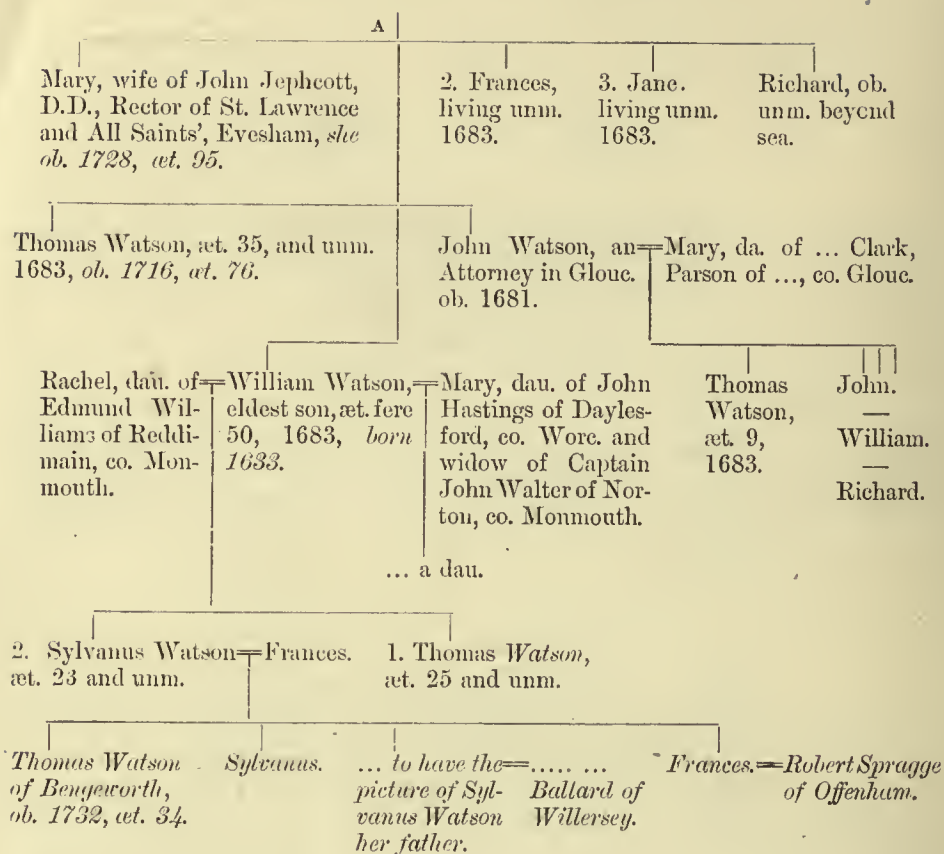 A
Mary, wife of John Jephcott,
D.D., Rector of St. Lawrence
and All Saints', Evesham, she
ob. 1728, æt. 95.
2. Frances,
living unm.
1683.
3. Jane.
living unm.
1683.
Richard, ob.
unm. beyond
sea.
Thomas Watson, æt. 35, and unm.
1683, ob. 1716, æt. 76.
John Watson, an
Attorney in Glouc.
ob. 1681.
Mary, da. of ... Clark,
Parson of ..., co. Glouc.
Rachel, dau. of
Edmund Wil-
liams of Reddi-
main, co. Mon-
mouth.
William Watson,
eldest son, æt. fere
50, 1683, born
1633.
Mary, dau. of John
Hastings of Dayles-
ford, co. Worc. and
widow of Captain
John Walter of Nor-
ton, co. Monmouth.
Thomas
Watson,
æt. 9,
1683.
John.
—
William.
—
Richard.
... a dau.
2. Sylvanus Watson
æt. 23 and unm.
Frances.
1. Thomas Watson,
æt. 25 and unm.
Thomas Watson
of Bengeworth,
ob. 1732, æt. 34.
Sylvanus.
... to have the
picture of Syl-
vanus Watson
her father.
..... ...
Ballard of
Willersey.
Frances.
Robert Spragge
of Offenham.